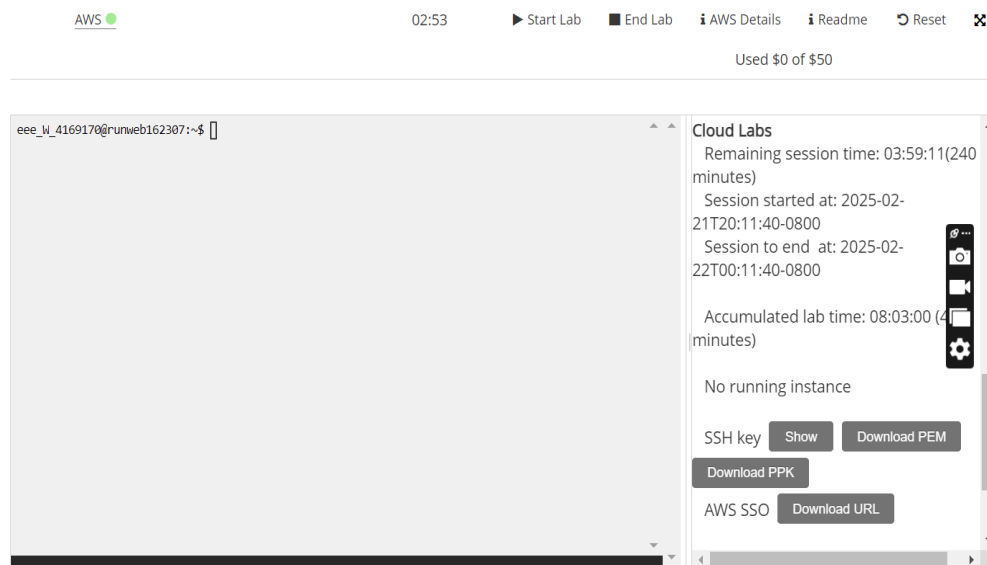 AWS 02:53 Start Lab End Lab AWS Details Readme Reset
Used $0 of $50
eee_W_4169170@runweb162307:~$
Cloud Labs
Remaining session time: 03:59:11(240
minutes)
Session started at: 2025-02-
21T20:11:40-0800
Session to end at: 2025-02-
22T00:11:40-0800
Accumulated lab time: 08:03:00 (
minutes)
No running instance
SSH key Show Download PEM
Download PPK
AWS SSO Download URL